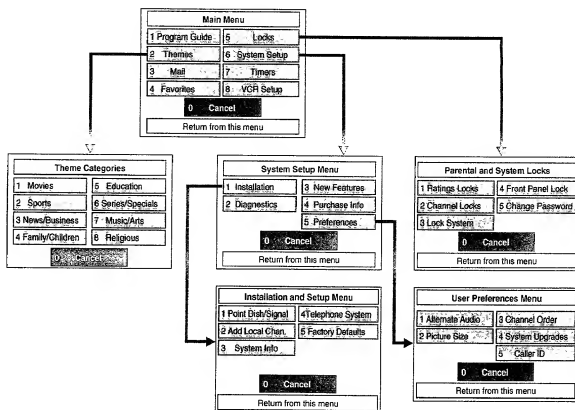 Main Menu
1 Program Guide
5 Locks
2 Themes
6 System Setup
3 Mail
7 Timers
4 Favorites
8 VCR Setup
0 Cancel
Return from this menu
Theme Categories
1 Movies
5 Education
2 Sports
6 Series/Specials
3 News/Business
7 Music/Arts
4 Family/Children
8 Religious
0 Cancel
System Setup Menu
1 Installation
3 New Features
2 Diagnostics
4 Purchase Info
5 Preferences
0 Cancel
Return from this menu
Parental and System Locks
1 Ratings Locks
4 Front Panel Lock
2 Channel Locks
5 Change Password
3 Lock System
0 Cancel
Return from this menu
Installation and Setup Menu
1 Point Dish/Signal
4 Telephone System
2 Add Local Chan.
5 Factory Defaults
3 System Info
0 Cancel
Return from this menu
User Preferences Menu
1 Alternate Audio
3 Channel Order
2 Picture Size
4 System Upgrades
5 Caller ID
0 Cancel
Return from this menu